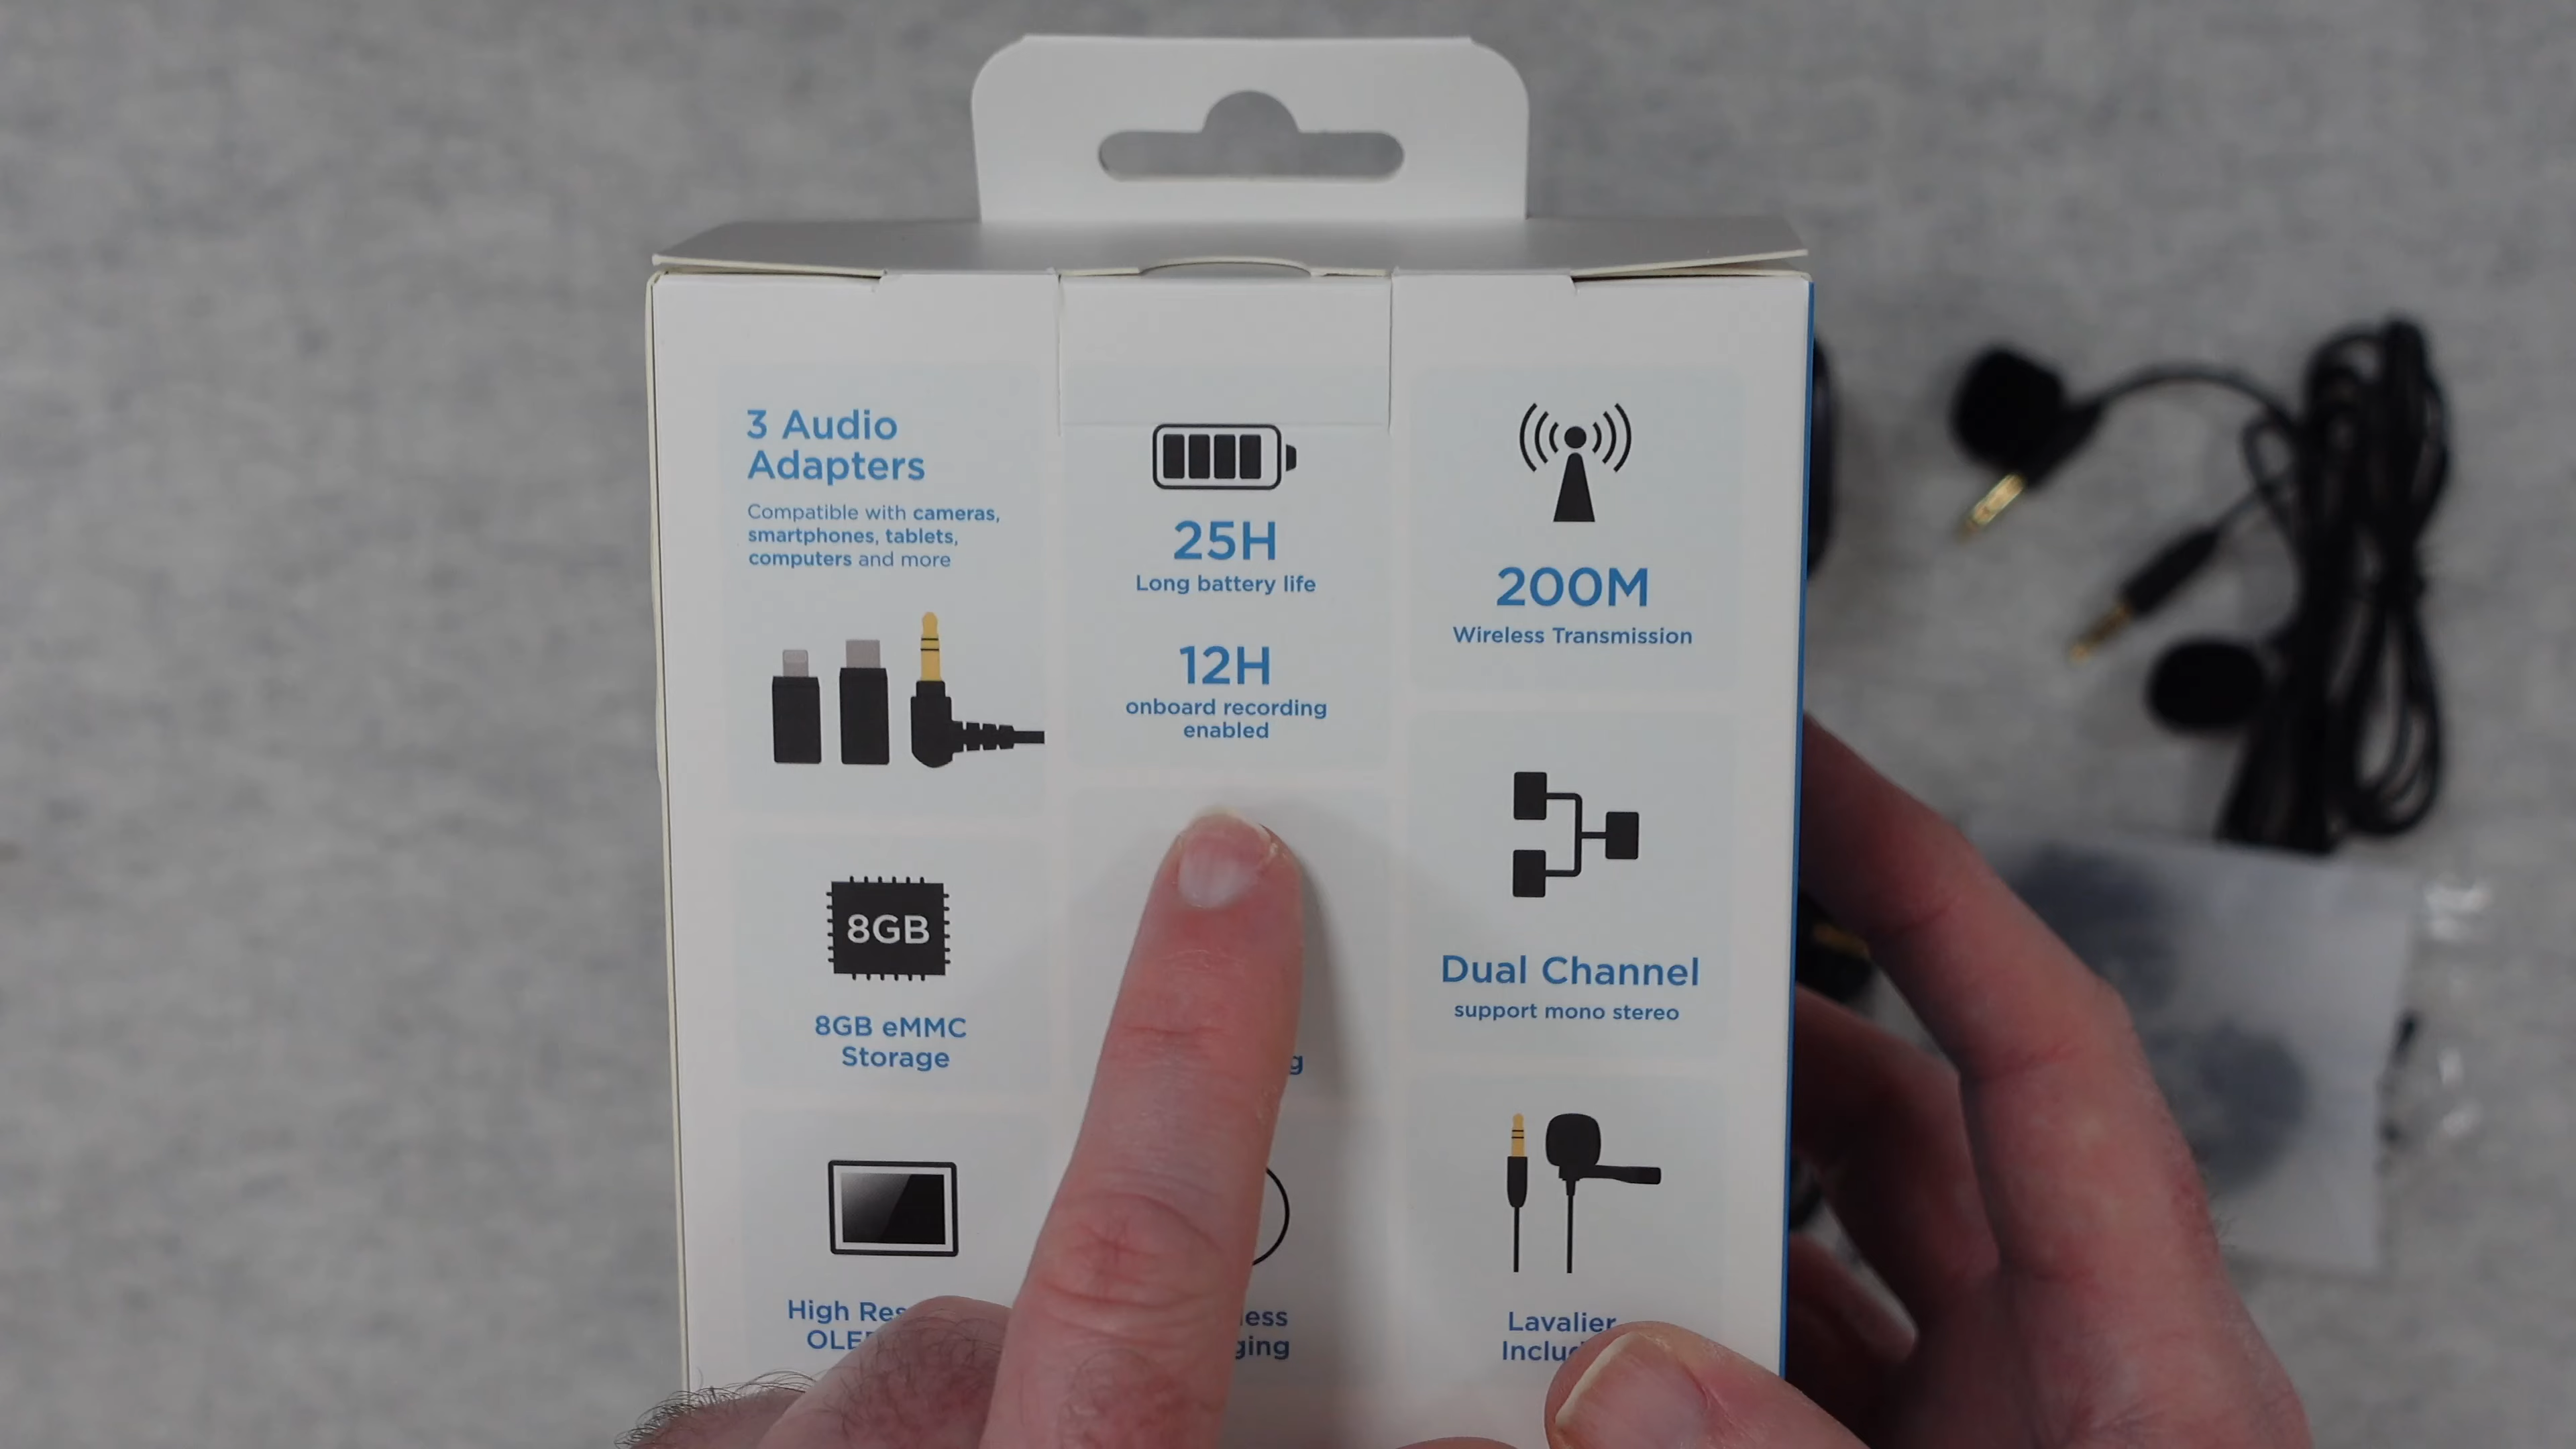 3 Audio
Adapters
Compatible with cameras,
smartphones, tablets,
computers and more
25H
Long battery life
12H
onboard recording
enabled
200M
Wireless Transmission
8GB
8GB eMMC
Storage
Dual Channel
support mono stereo
High
Lavalier